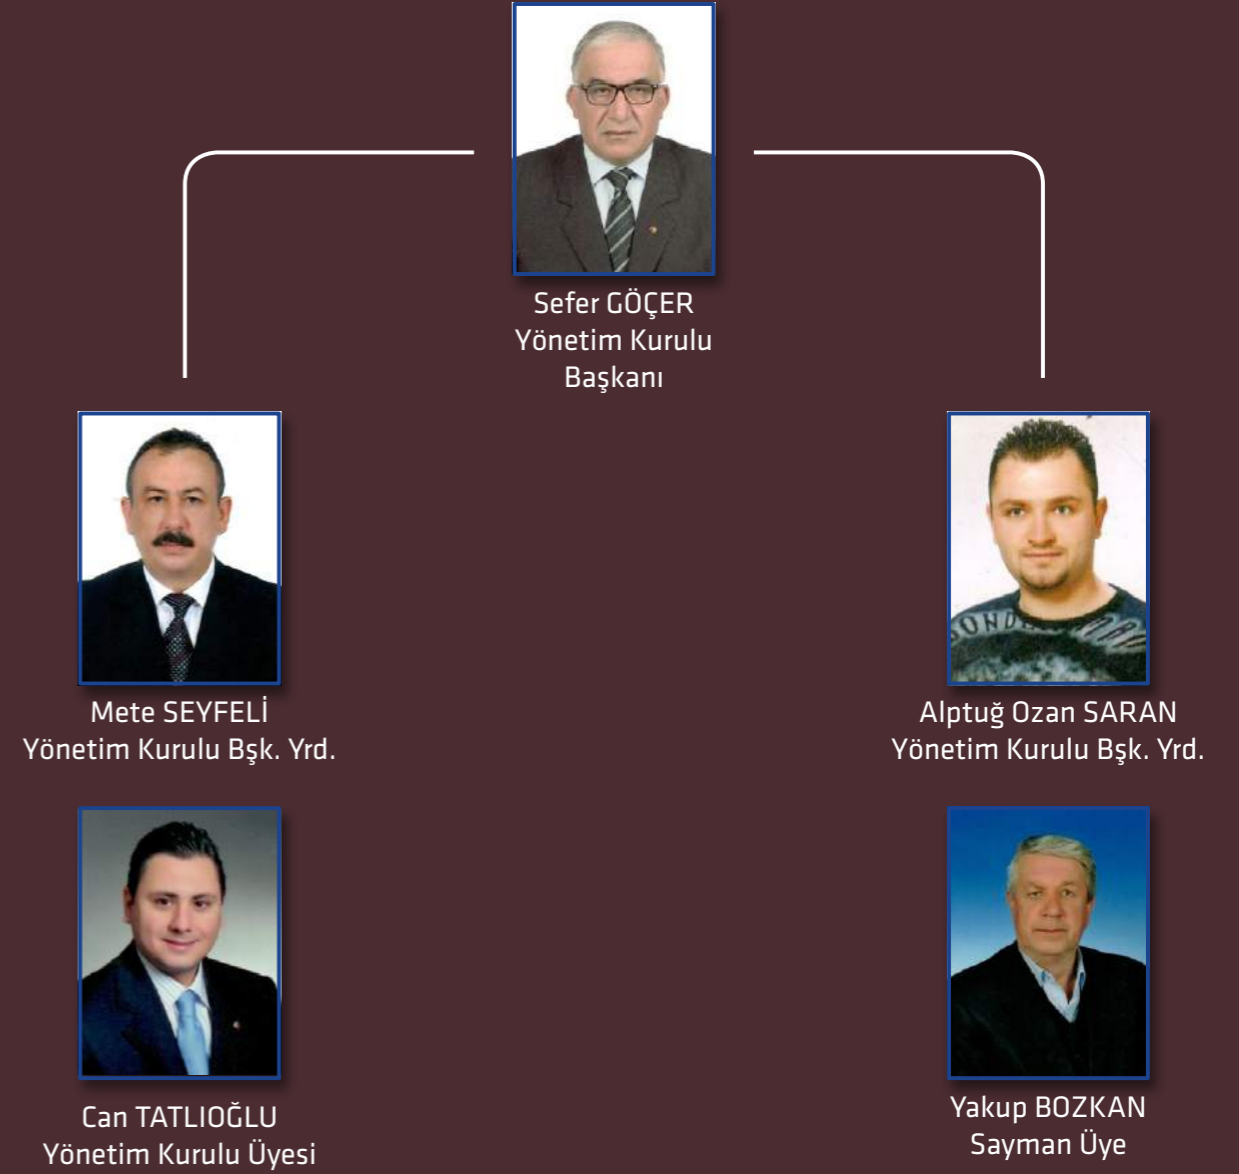 Sefer GÖÇER
Yönetim Kurulu
Başkanı
Mete SEYFELİ
Yönetim Kurulu Bşk. Yrd.
Alptuğ Ozan SARAN
Yönetim Kurulu Bşk. Yrd.
Can TATLIOĞLU
Yönetim Kurulu Üyesi
Yakup BOZKAN
Sayman Üye